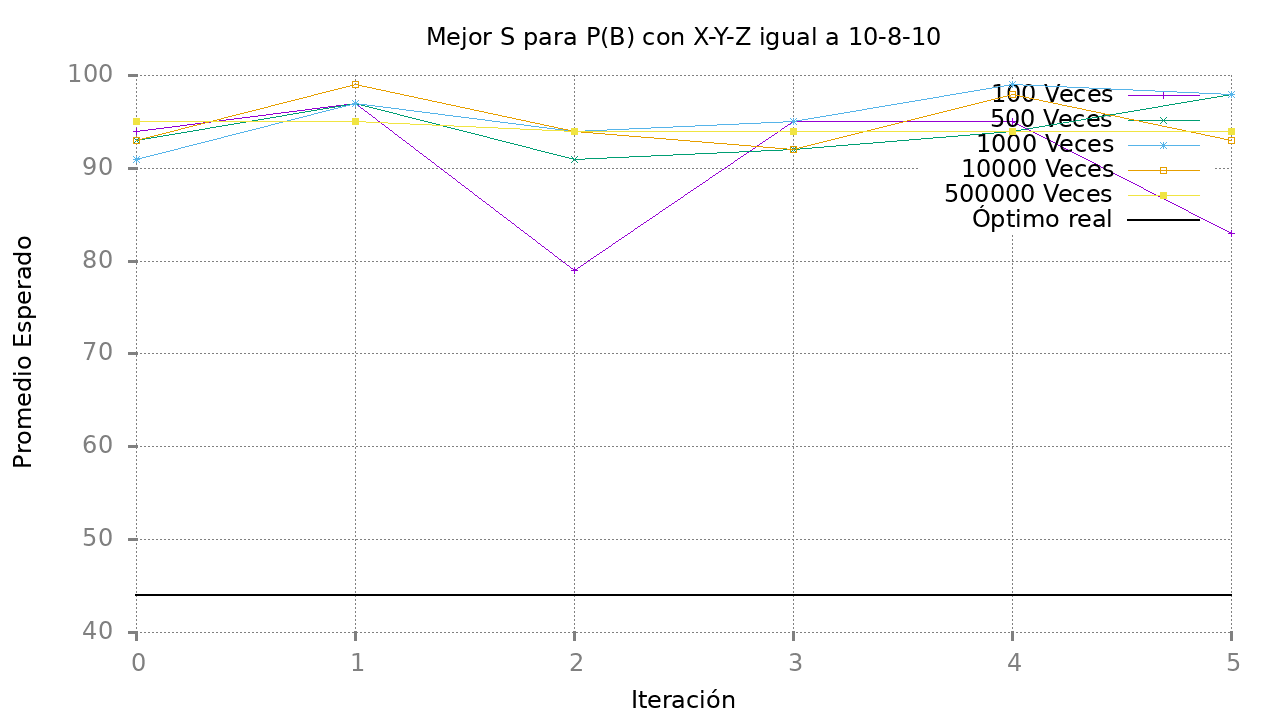 Mejor S para P(B) con X-Y-Z igual a 10-8-10
100
90
80
70
60
50
40
Promedio Esperado
100 Veces
500 Veces
1000 Veces
10000 Veces
500000 Veces
Óptimo real
0 1 2 3 4 5
Iteración